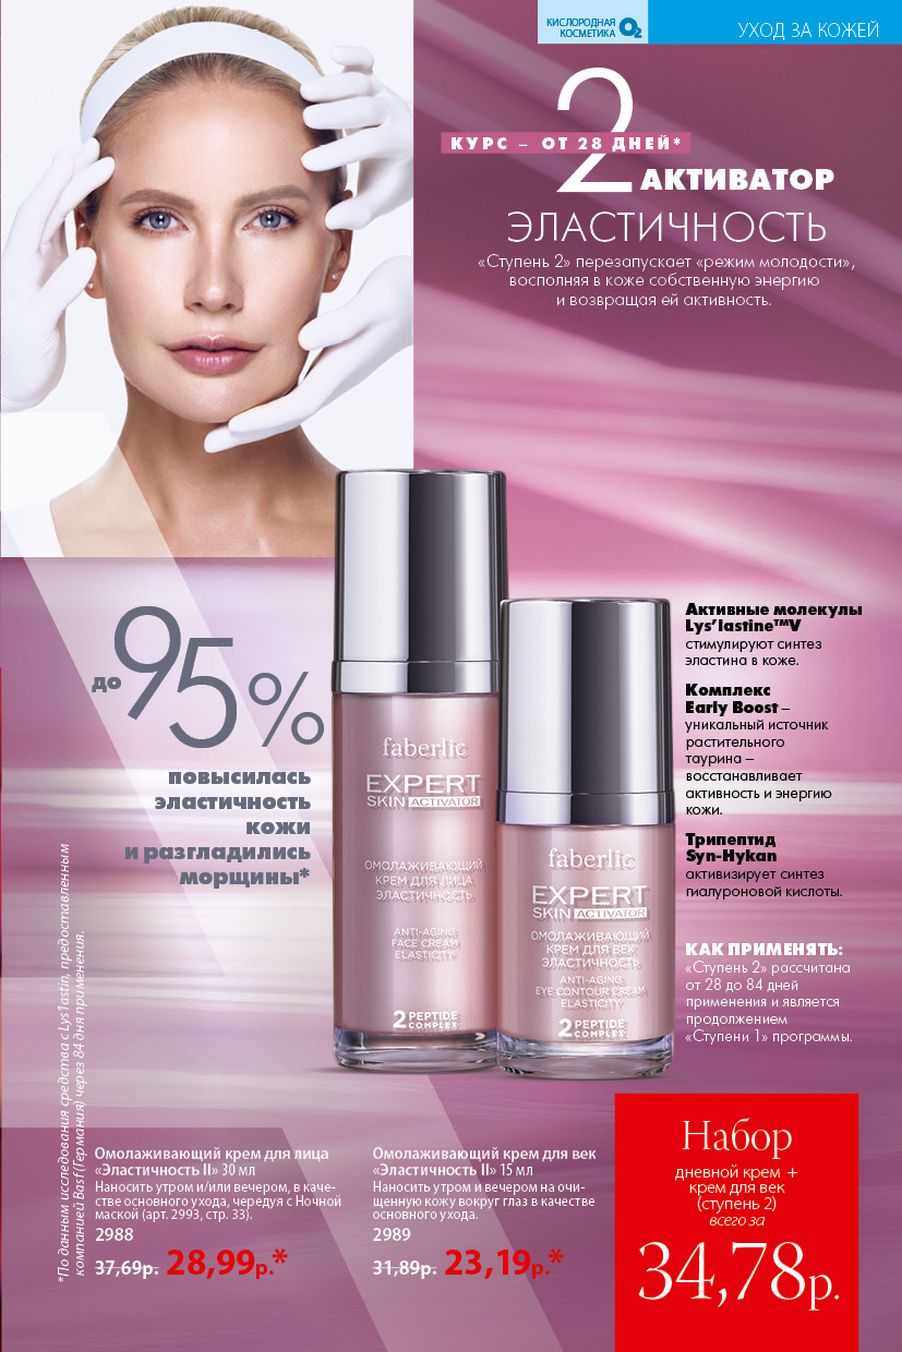 КИСЛОРОДНАЯ
КОСМЕТИКА O2
УХОД ЗА КОЖЕЙ
2
КУРС – ОТ 28 ДНЕЙ*
АКТИВАТОР
ЭЛАСТИЧНОСТЬ
«Ступень 2» перезапускает «режим молодости»,
восполняя в коже собственную энергию
и возвращая ей активность.
до 95%
повысилась
эластичность
кожи
и разгладились
морщины*
faberlic
EXPERT
SKIN ACTIVATOR
ОМОЛАЖИВАЮЩИЙ
КРЕМ ДЛЯ ЛИЦА
ЭЛАСТИЧНОСТЬ
ANTI-AGING
FACE CREAM
ELASTICITY
2 PEPTIDE
COMPLEX
faberlic
EXPERT
SKIN ACTIVATOR
ОМОЛАЖИВАЮЩИЙ
КРЕМ ДЛЯ ВЕК
ЭЛАСТИЧНОСТЬ
ANTI-AGING
EYE CONTOUR CREAM
ELASTICITY
2 PEPTIDE
COMPLEX
Активные молекулы
Lys’lastine™V
стимулируют синтез
эластина в коже.
Комплекс
Early Boost –
уникальный источник
растительного
таурина –
восстанавливает
активность и энергию
кожи.
Трипептид
Syn-Hykan
активизирует синтез
гиалуроновой кислоты.
КАК ПРИМЕНЯТЬ:
«Ступень 2» рассчитана
от 28 до 84 дней
применения и является
продолжением
«Ступени 1» программы.
*По данным исследования средства с Lys'lastin, предоставленным
компанией Basf (Германия) через 84 дня применения.
Омолаживающий крем для лица
«Эластичность II» 30 мл
Наносить утром и/или вечером, в каче-
стве основного ухода, чередуя с Ночной
маской (арт. 2993, стр. 33).
2988
37,69р. 28,99р.*
Омолаживающий крем для век
«Эластичность II» 15 мл
Наносить утром и вечером на очи-
щенную кожу вокруг глаз в качестве
основного ухода.
2989
31,89р. 23,19р.*
Набор
дневной крем +
крем для век
(ступень 2)
всего за
34,78р.